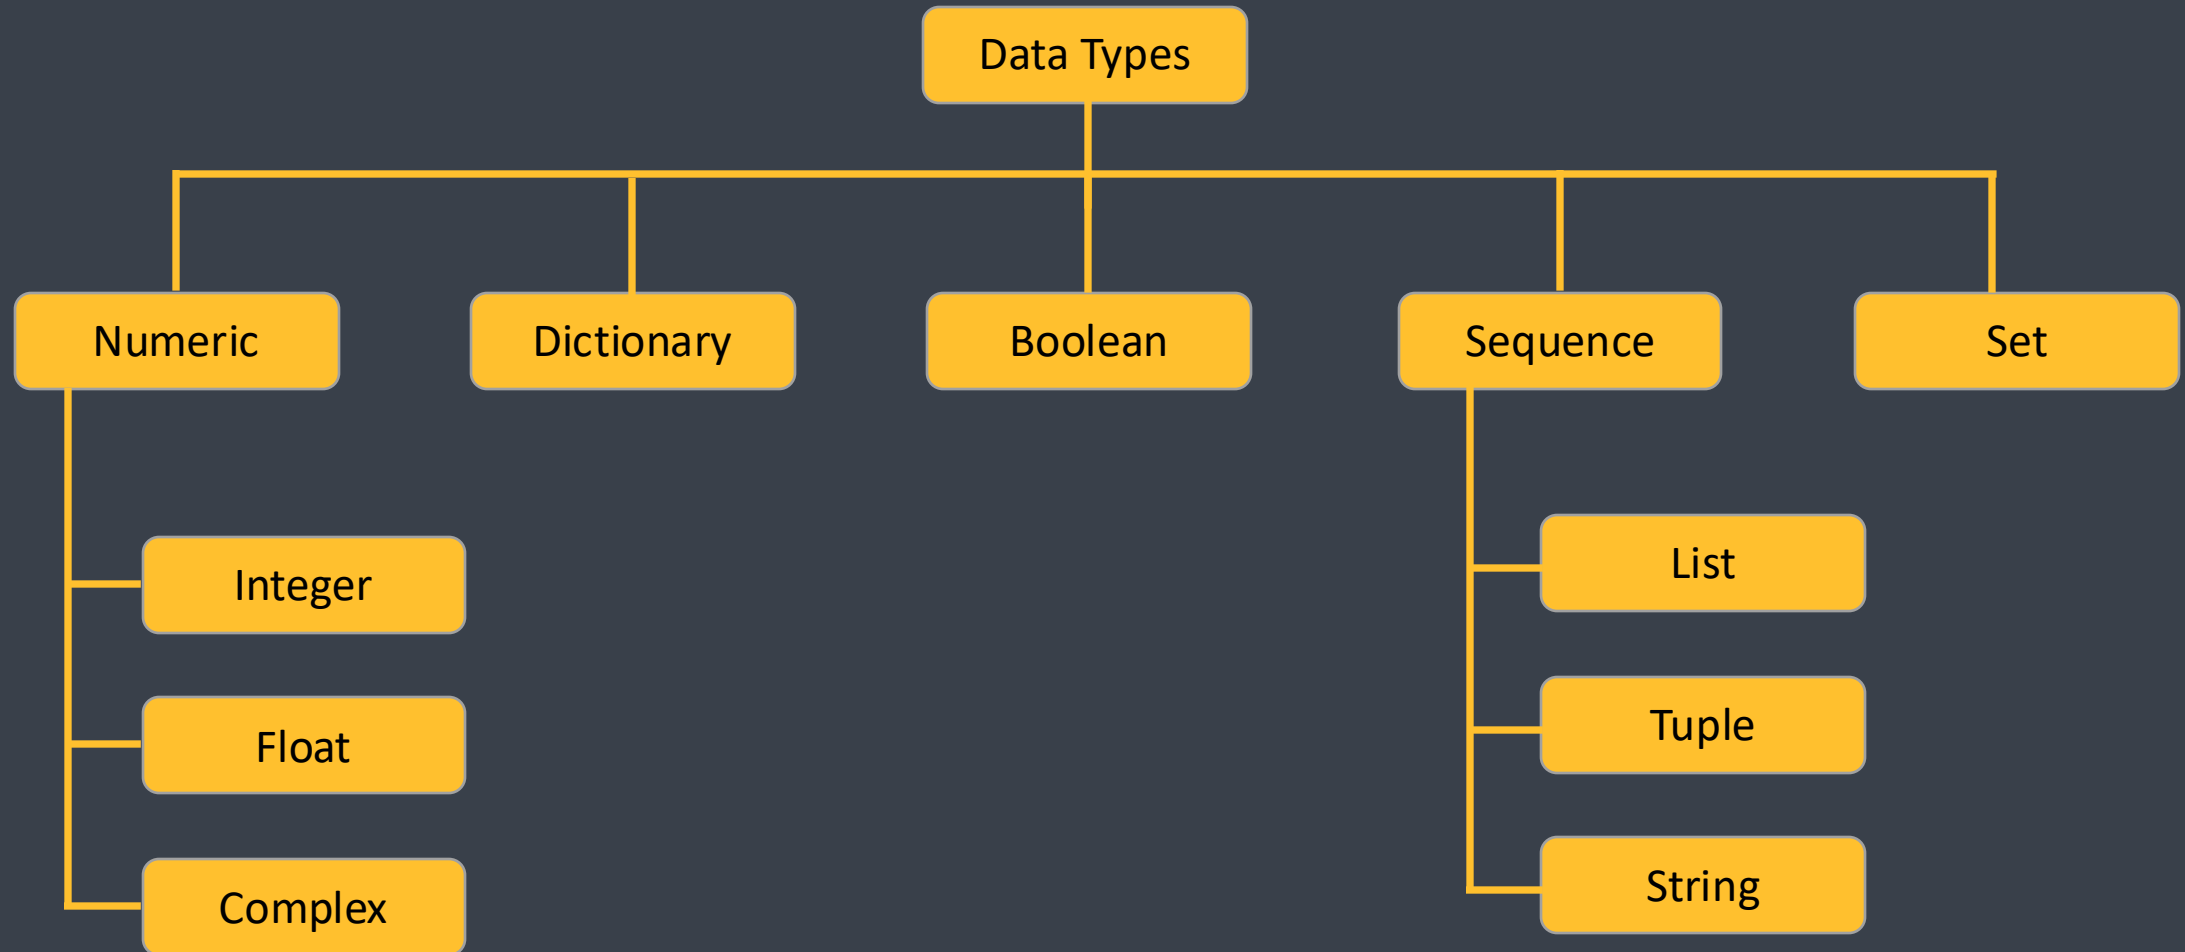 Data Types
Numeric
Dictionary
Boolean
Sequence
Set
Integer
Float
Complex
List
Tuple
String